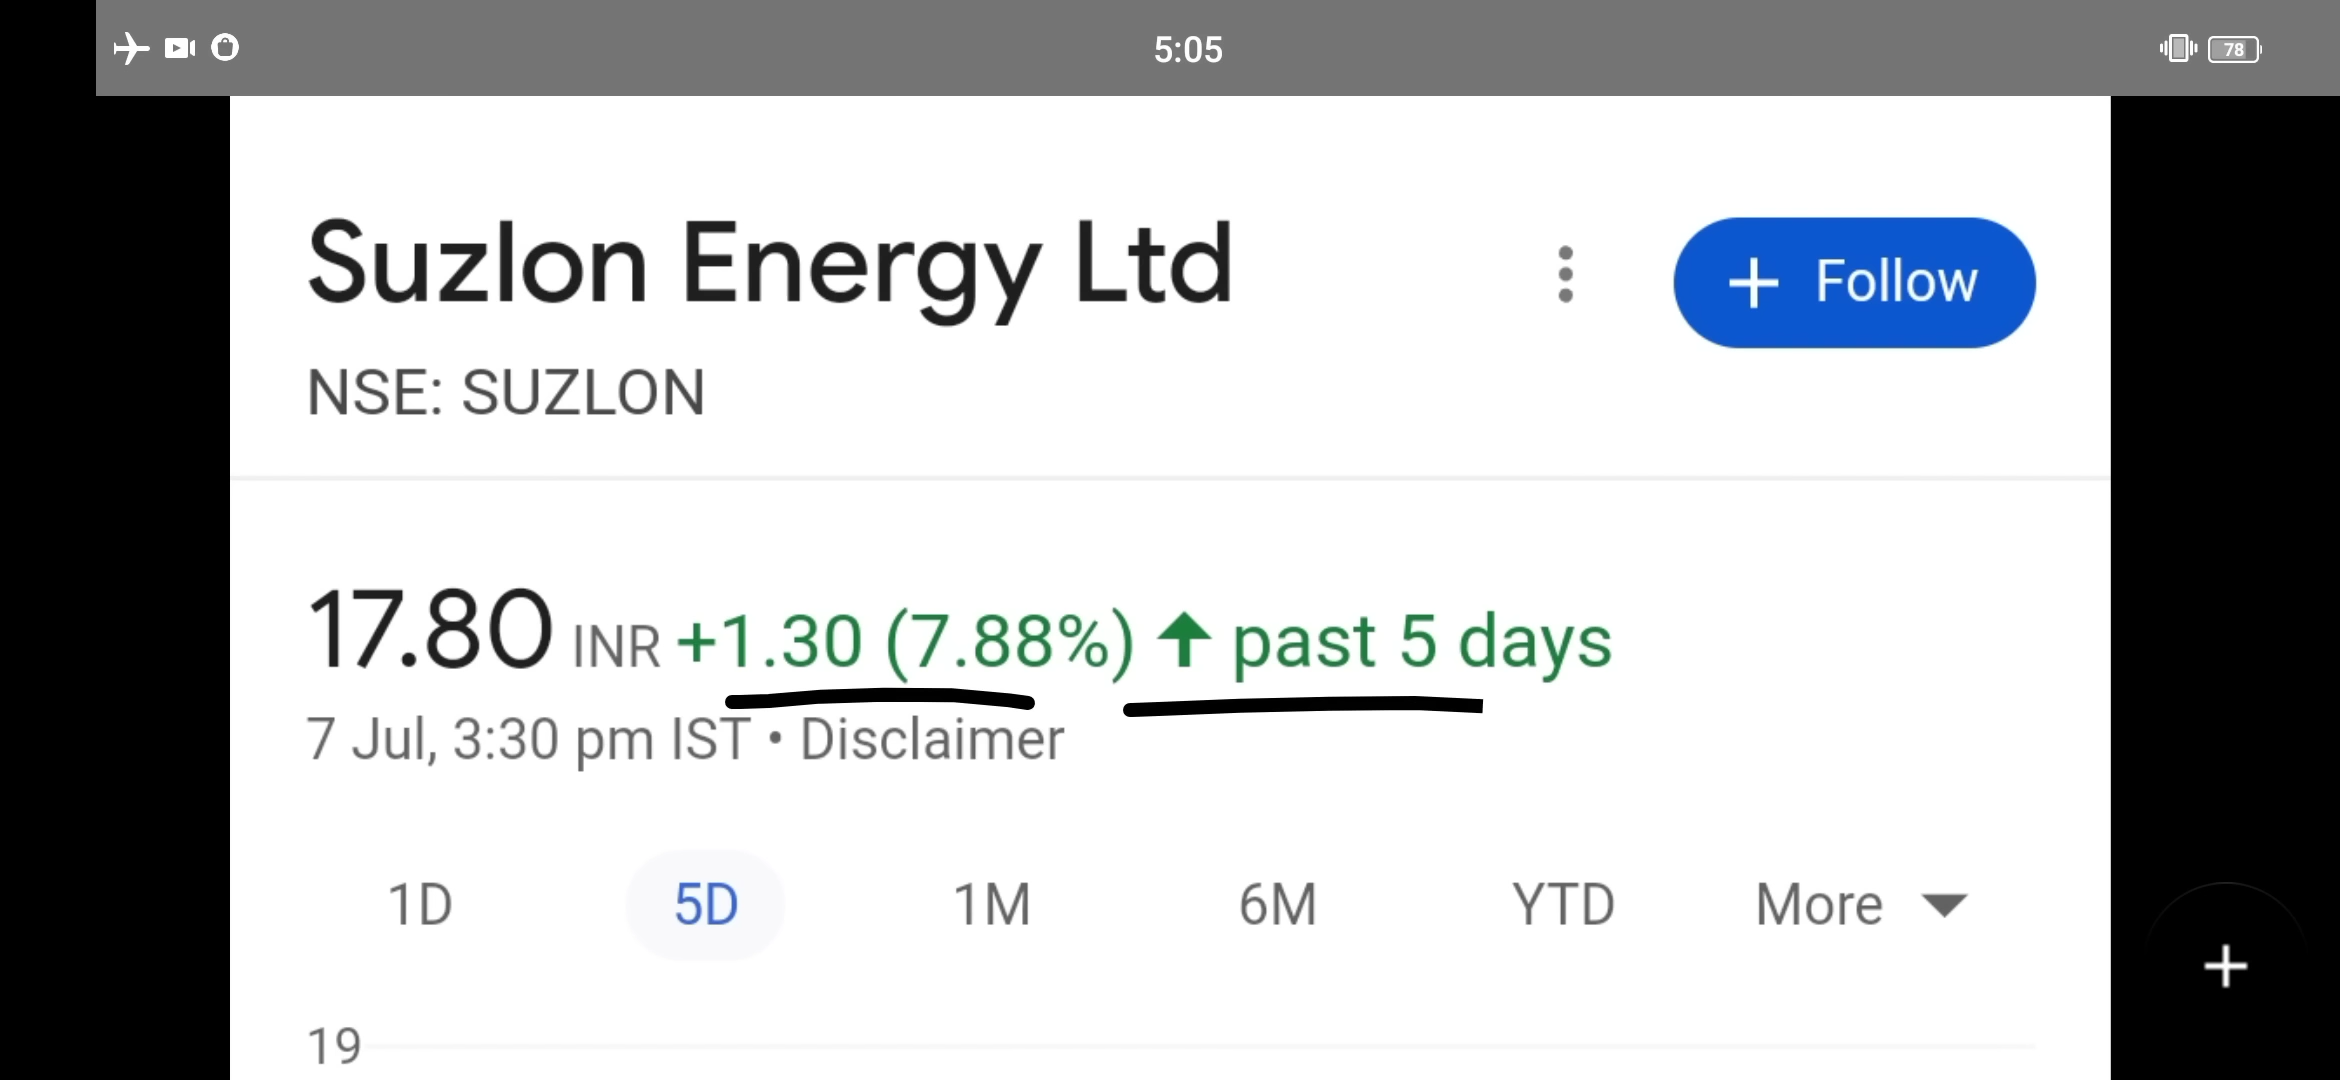 5:05
78
Suzlon Energy Ltd
+ Follow
NSE: SUZLON
17.80 INR +1.30 (7.88%) ↑ past 5 days
7 Jul, 3:30 pm IST • Disclaimer
1D 5D 1M 6M YTD More
19